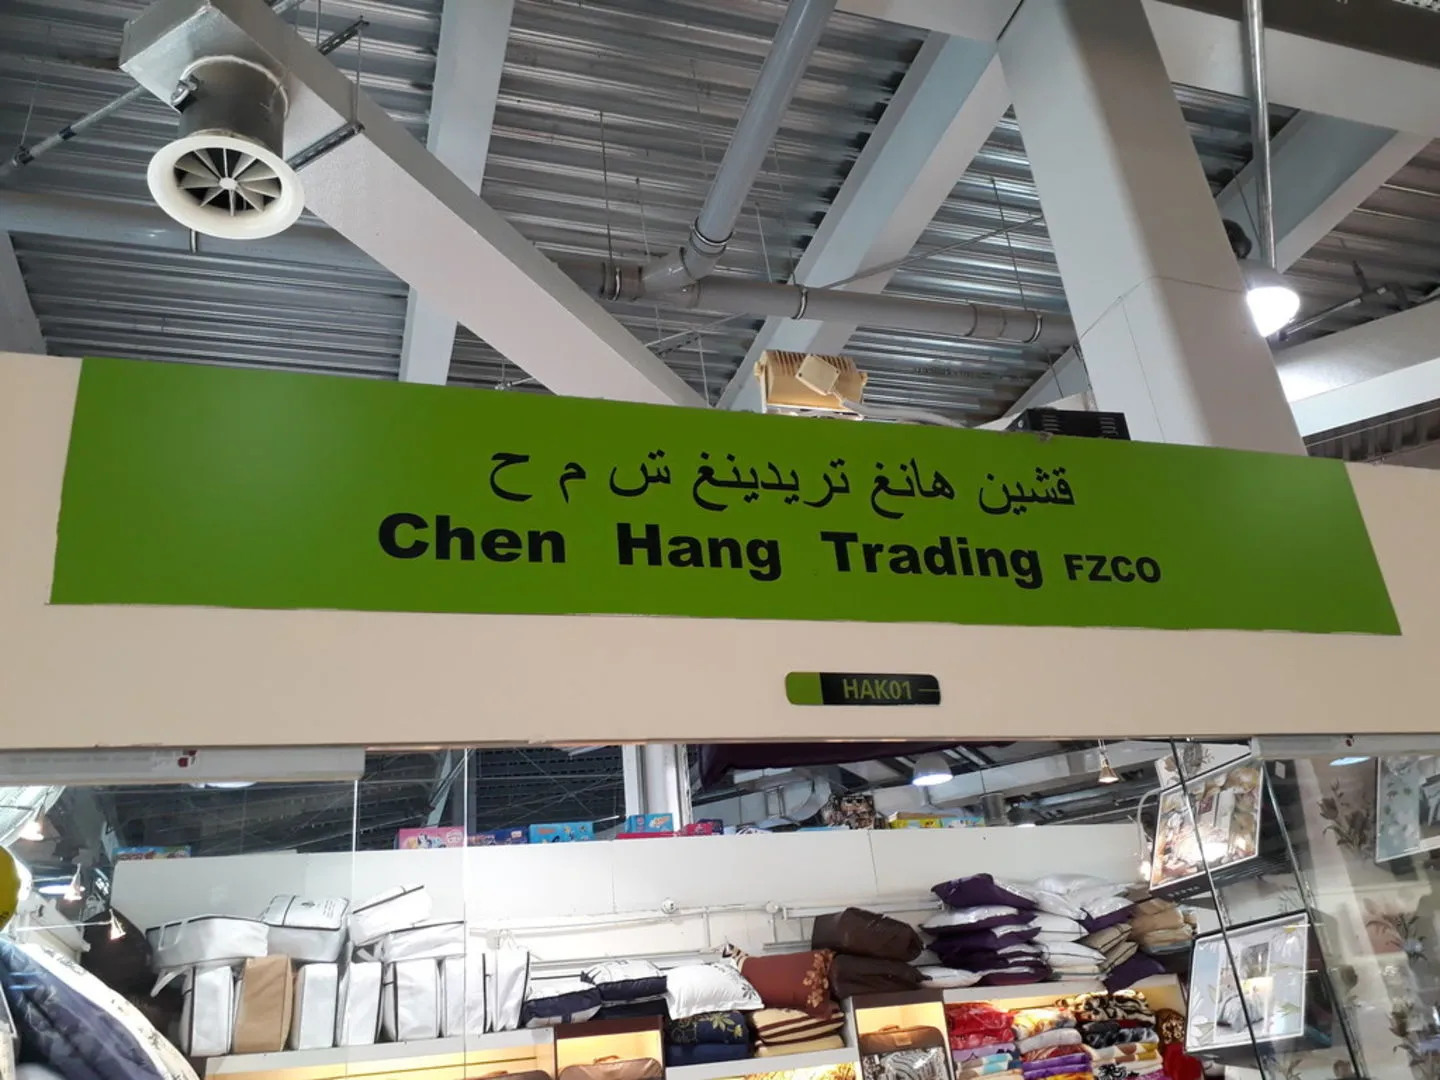 قشين هانغ تريدينغ ش م ح
Chen Hang Trading FZCO
HAK01